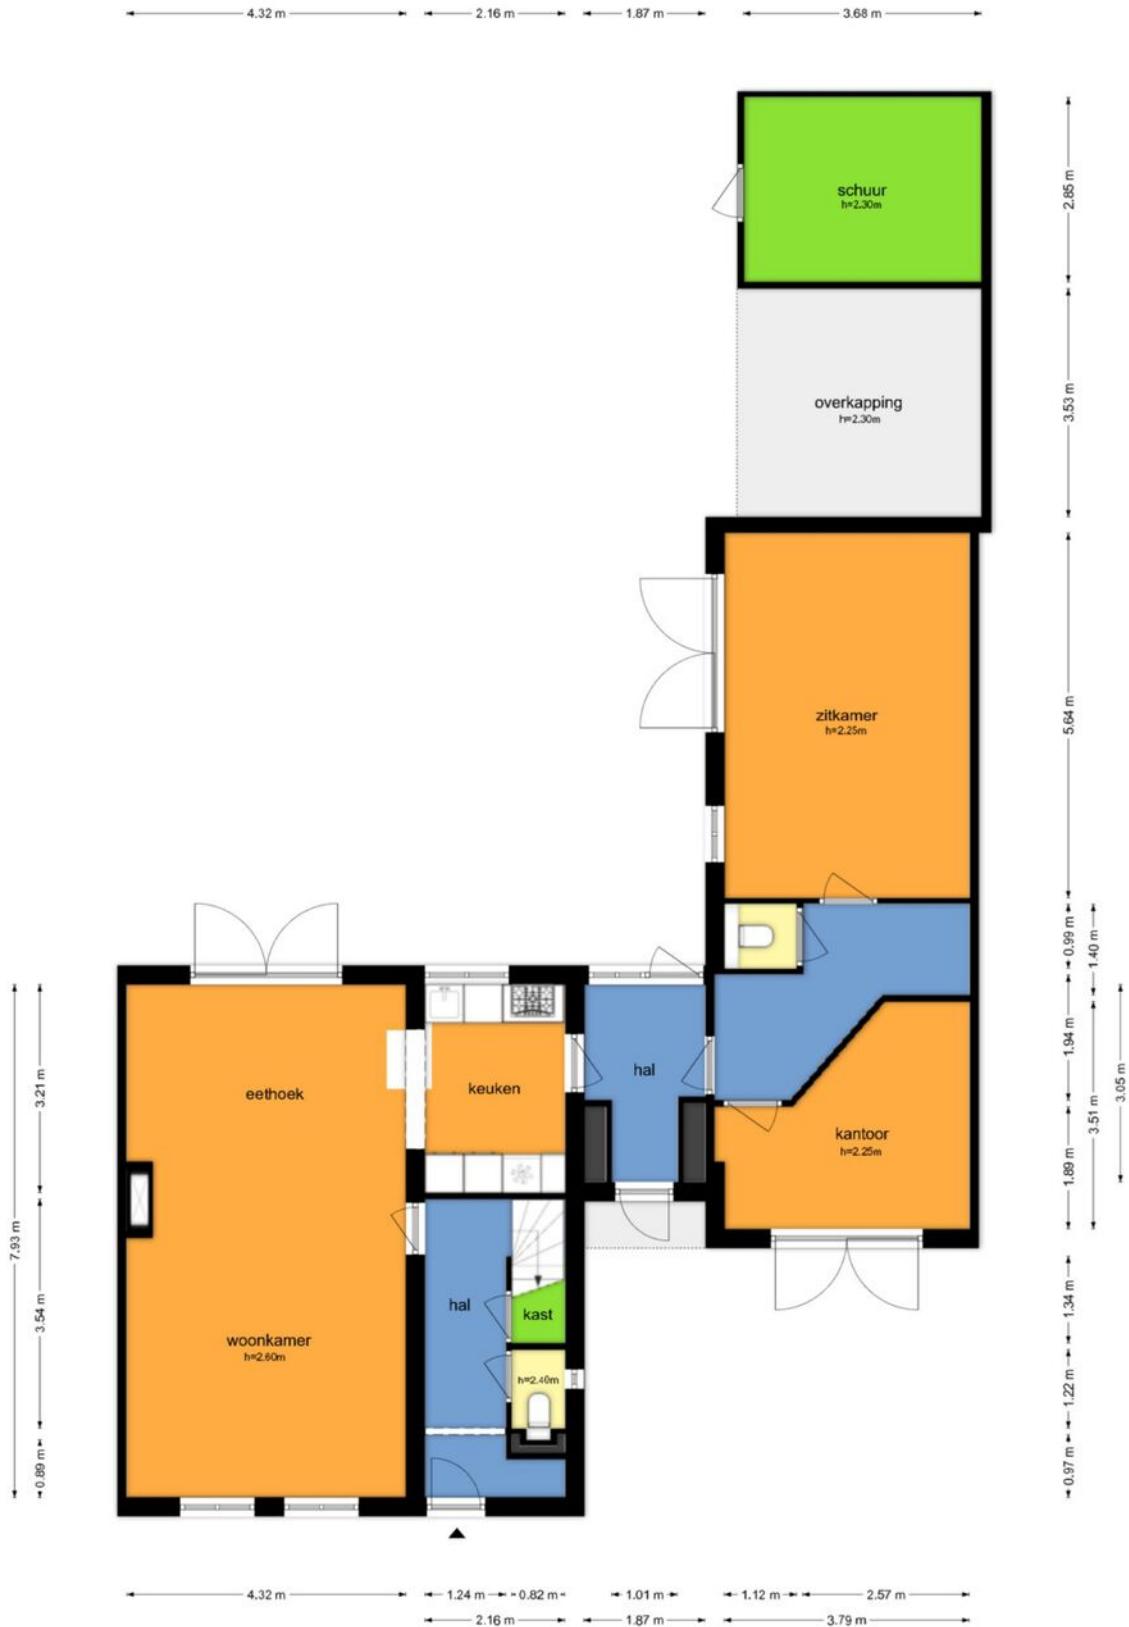 4.32 m
2.16 m
1.87 m
3.68 m
schuur
h=2.30m
2.85 m
overkapping
h=2.30m
3.53 m
zitkamer
h=2.25m
5.64 m
0.99 m
1.40 m
hal
keuken
eethoek
3.21 m
1.94 m
3.05 m
kantoor
h=2.25m
3.51 m
1.89 m
7.93 m
hal
kast
woonkamer
h=2.60m
3.54 m
1.34 m
h=2.40m
1.22 m
0.89 m
0.97 m
4.32 m
1.24 m
0.82 m
1.01 m
1.12 m
2.57 m
2.16 m
1.87 m
3.79 m